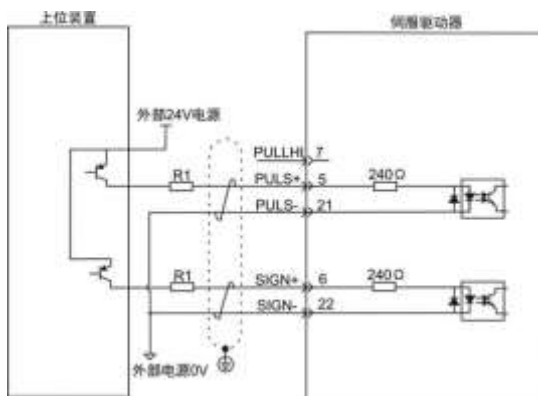 上位装置
伺服驱动器
外部24V电源
PULLHI 7
R1 PULS+ 5 240Ω
PULS- 21
R1 SIGN+ 6 240Ω
SIGN- 22
外部电源0V